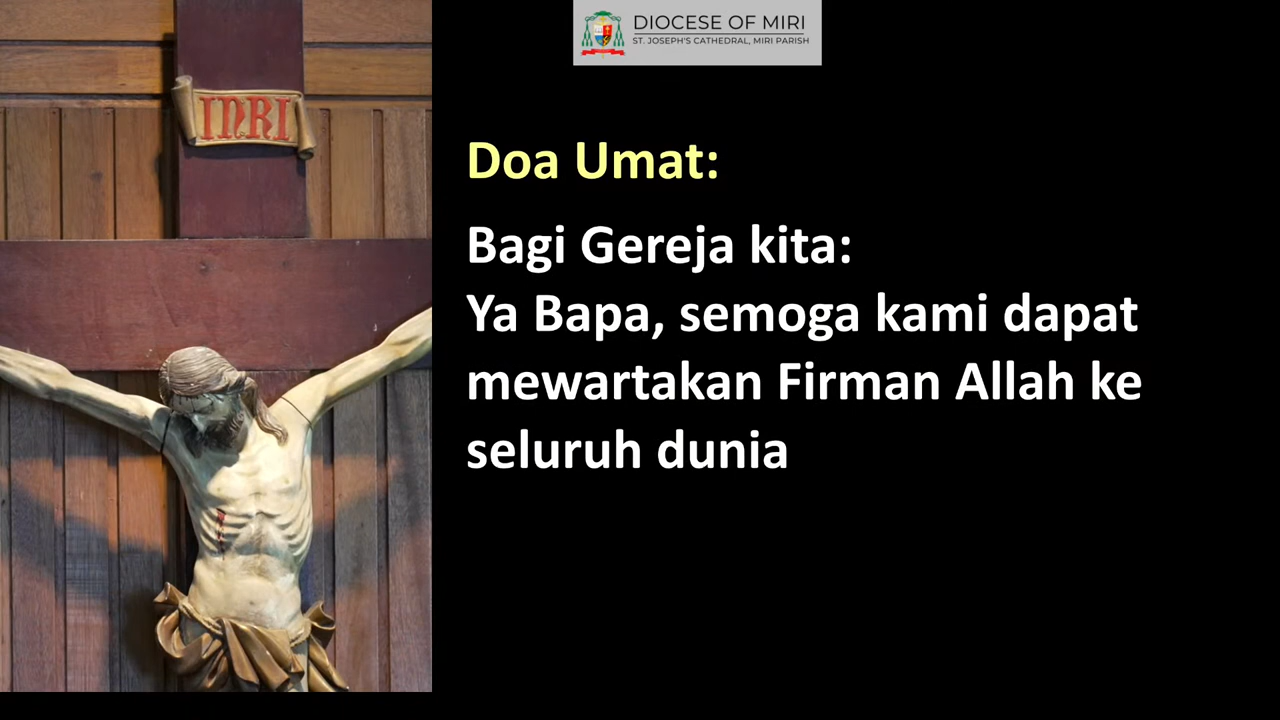 DIOCESE OF MIRI
ST. JOSEPH'S CATHEDRAL, MIRI PARISH
INRI
Doa Umat:
Bagi Gereja kita:
Ya Bapa, semoga kami dapat
mewartakan Firman Allah ke
seluruh dunia